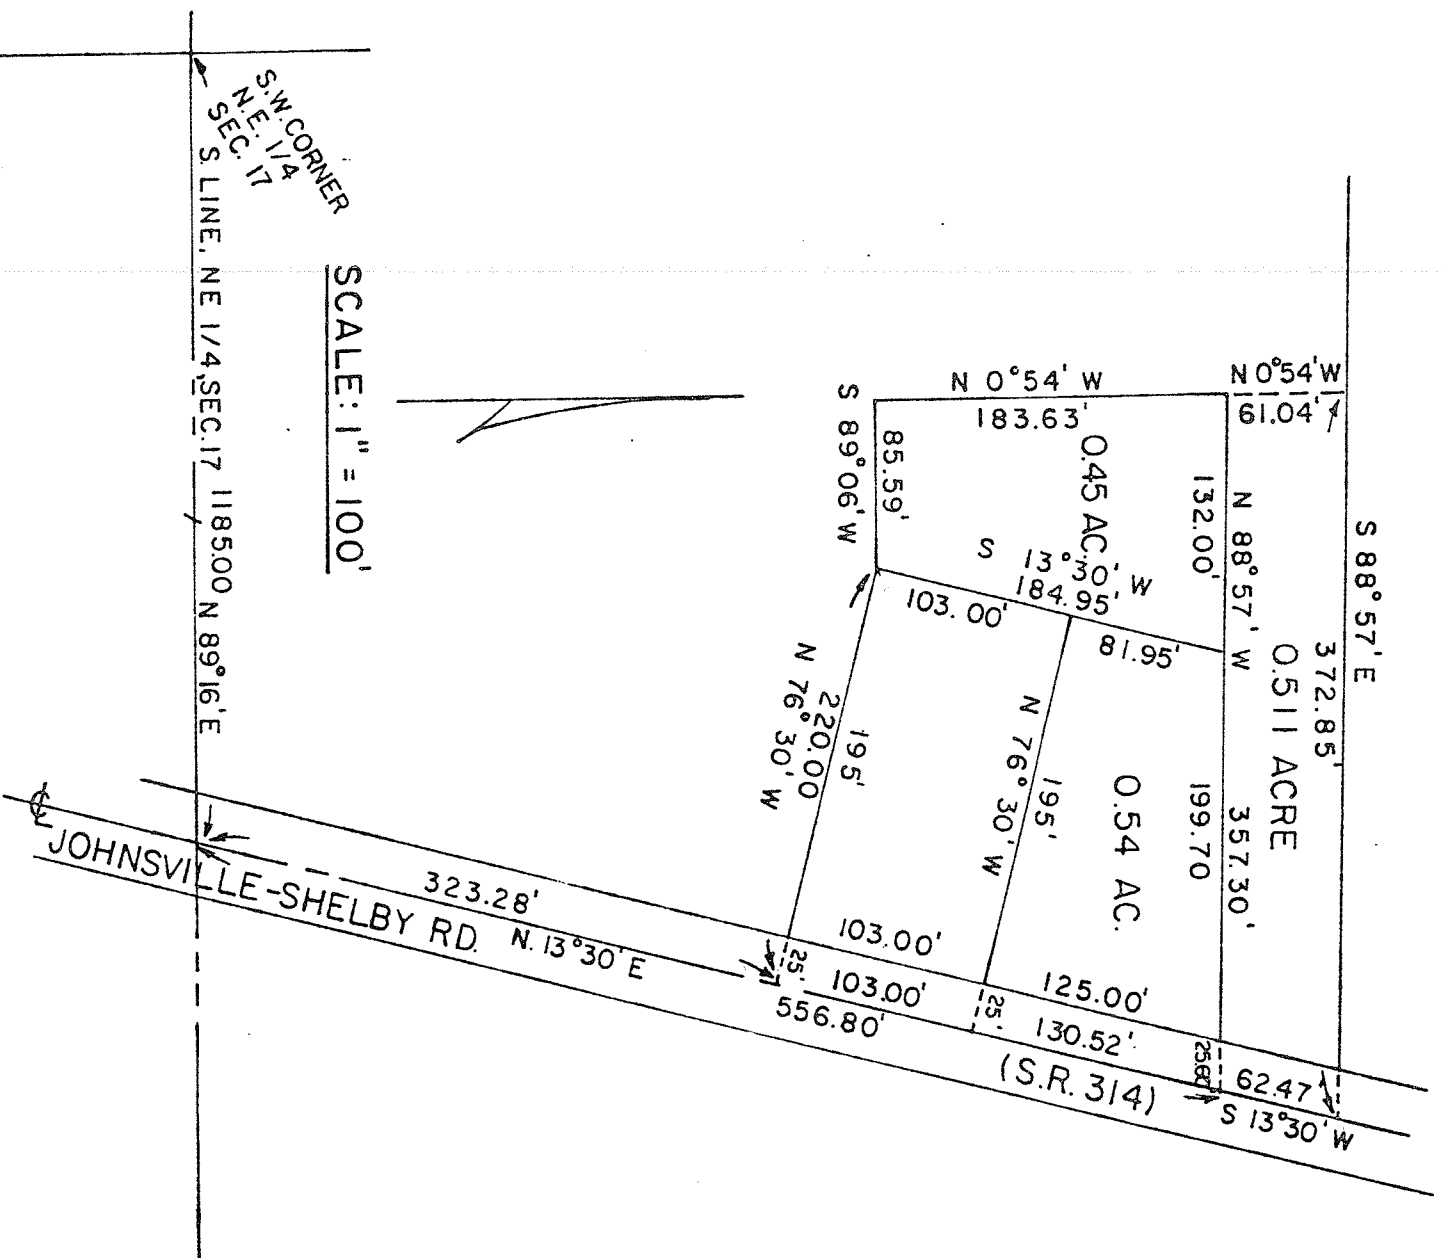 S.W. CORNER
N.E. 1/4
SEC. 17
S. LINE, NE 1/4, SEC. 17 1185.00 N 89°16' E
SCALE: 1" = 100'
N 0°54' W
183.63'
N 0°54' W
61.04'
S 89°06' W
85.59'
0.45 AC.
132.00'
N 88°57' W
357.30'
199.70
S 88°57' E
372.85'
0.511 ACRE
S 13°30' W
184.95'
103.00'
81.95'
195'
220.00
N 76°30' W
N 76°30' W
195'
0.54 AC.
℄
JOHNSVILLE-SHELBY RD.
323.28'
N. 13°30' E
25'
103.00'
103.00'
556.80'
25'
125.00'
130.52'
(S.R. 314)
25.60'
62.47'
S 13°30' W